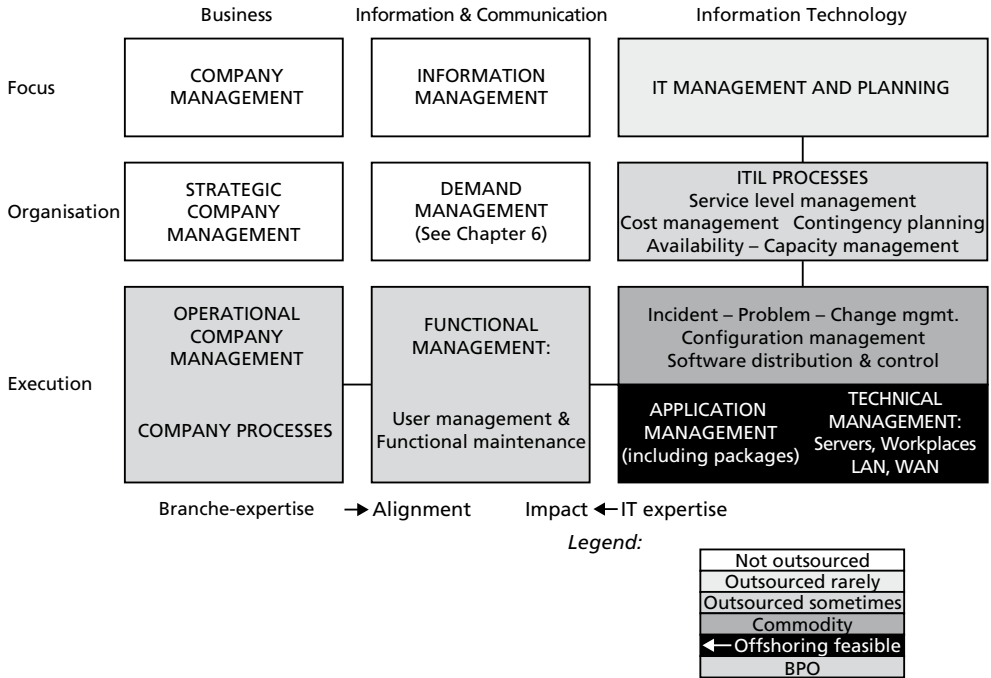 Business
Information & Communication
Information Technology
Focus
COMPANY
MANAGEMENT
INFORMATION
MANAGEMENT
IT MANAGEMENT AND PLANNING
Organisation
STRATEGIC
COMPANY
MANAGEMENT
DEMAND
MANAGEMENT
(See Chapter 6)
ITIL PROCESSES
Service level management
Cost management Contingency planning
Availability – Capacity management
Execution
OPERATIONAL
COMPANY
MANAGEMENT
COMPANY PROCESSES
FUNCTIONAL
MANAGEMENT:
User management &
Functional maintenance
Incident – Problem – Change mgmt.
Configuration management
Software distribution & control
APPLICATION
MANAGEMENT
(including packages)
TECHNICAL
MANAGEMENT:
Servers, Workplaces
LAN, WAN
Branche-expertise → Alignment
Impact ← IT expertise
Legend:
Not outsourced
Outsourced rarely
Outsourced sometimes
Commodity
← Offshoring feasible
BPO